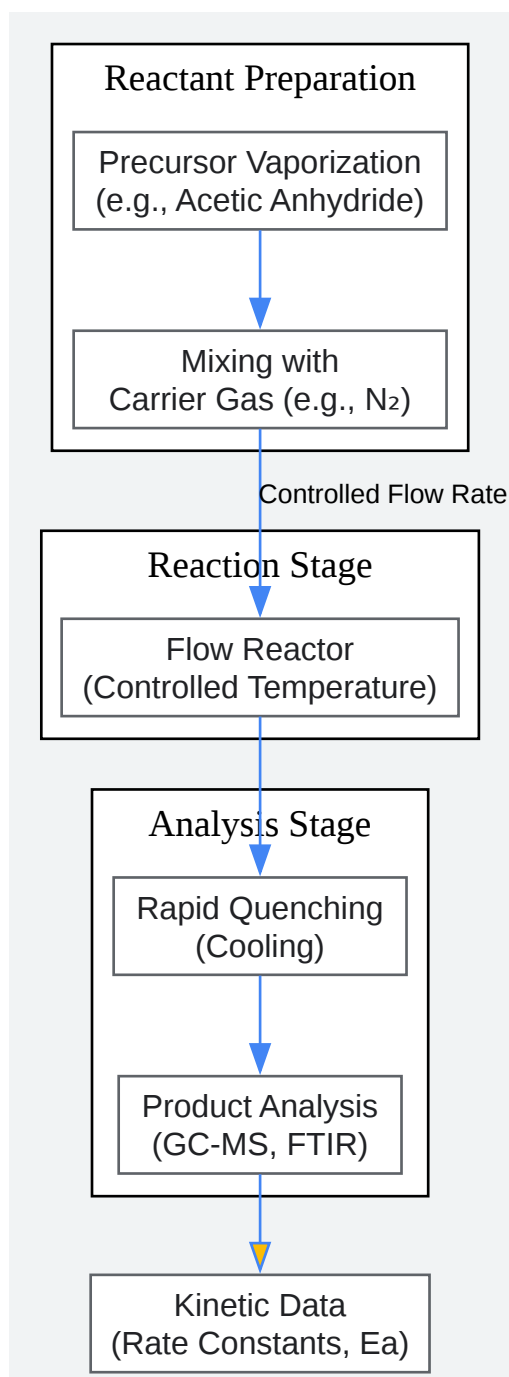 Reactant Preparation
Precursor Vaporization
(e.g., Acetic Anhydride)
Mixing with
Carrier Gas (e.g., N₂)
Controlled Flow Rate
Reaction Stage
Flow Reactor
(Controlled Temperature)
Analysis Stage
Rapid Quenching
(Cooling)
Product Analysis
(GC-MS, FTIR)
Kinetic Data
(Rate Constants, Ea)